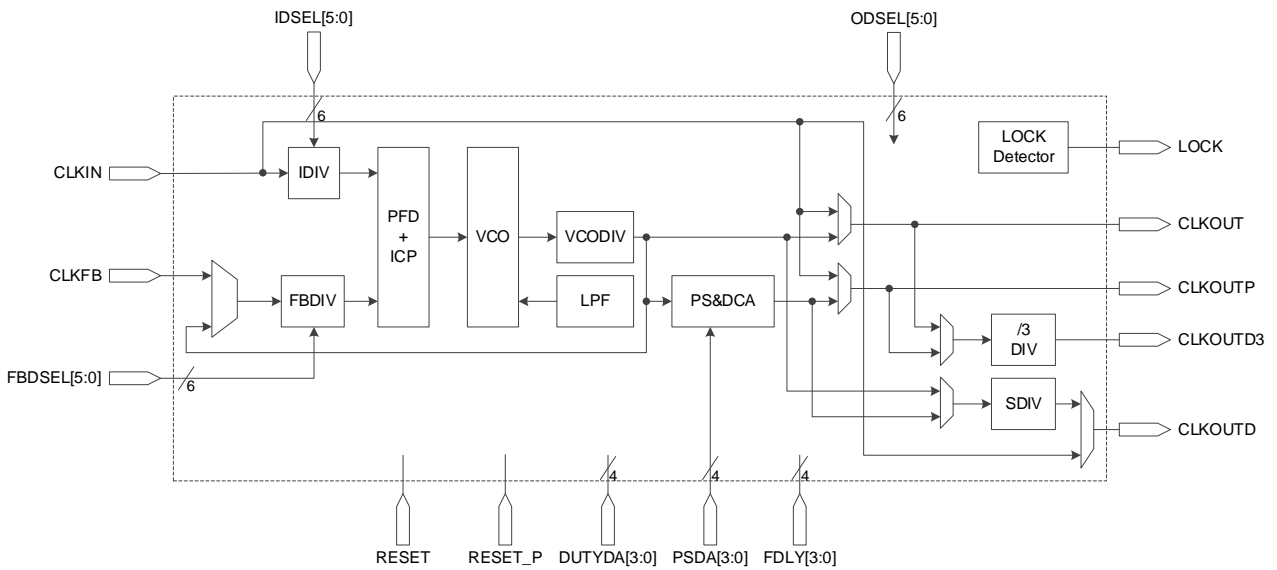 IDSEL[5:0]
ODSEL[5:0]
6
6
LOCK
Detector
LOCK
CLKIN
IDIV
PFD
+
ICP
VCO
VCODIV
CLKOUT
CLKFB
FBDIV
LPF
PS&DCA
CLKOUTP
/3
DIV
CLKOUTD3
FBDSEL[5:0]
6
SDIV
CLKOUTD
4
4
4
RESET
RESET_P
DUTYDA[3:0]
PSDA[3:0]
FDLY[3:0]